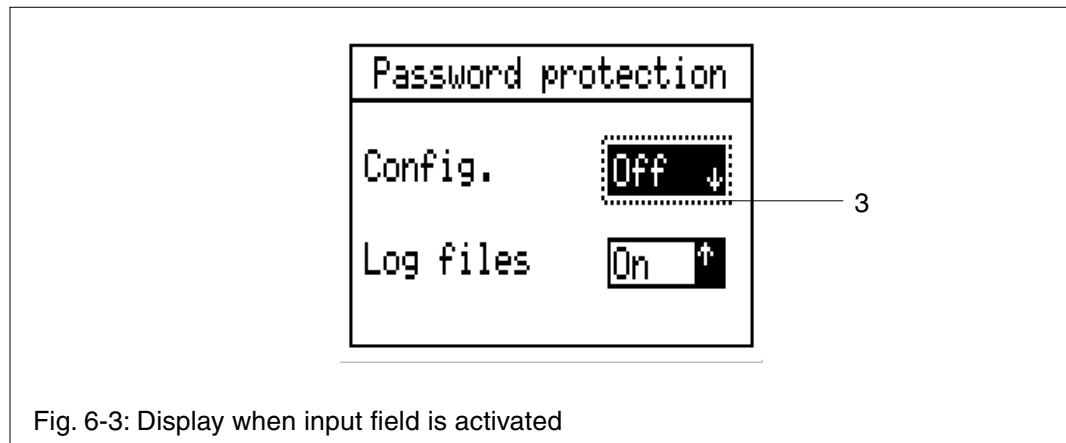 Password protection
Config. Off ↓
3
Log files On ↑
Fig. 6-3: Display when input field is activated